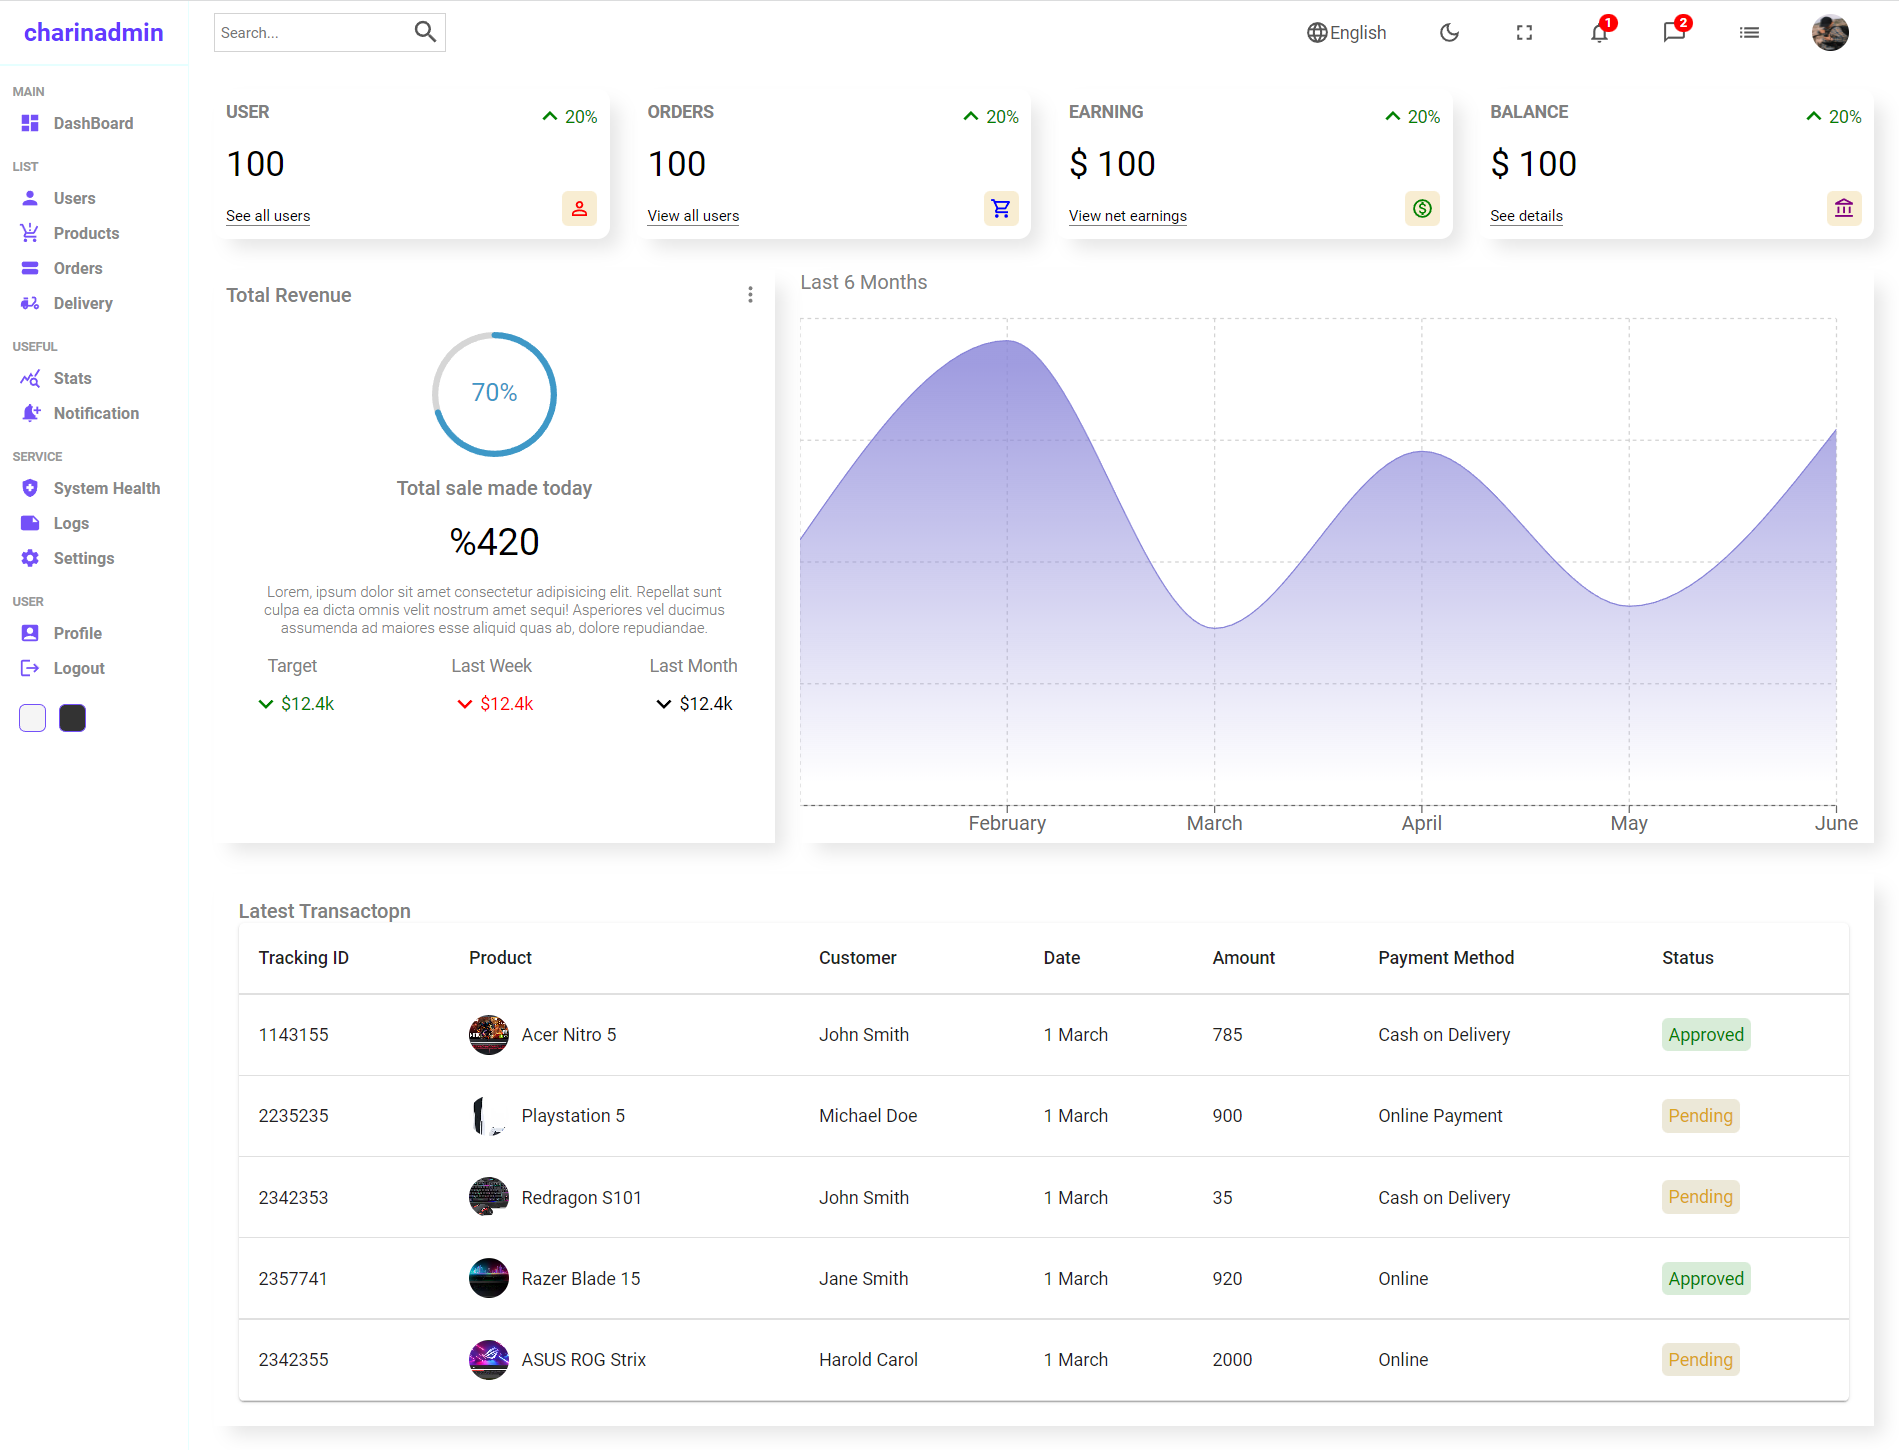 charinadmin
Search...
English
1
2
MAIN
DashBoard
LIST
Users
Products
Orders
Delivery
USEFUL
Stats
Notification
SERVICE
System Health
Logs
Settings
USER
Profile
Logout
USER
20%
100
See all users
ORDERS
20%
100
View all users
EARNING
20%
$ 100
View net earnings
BALANCE
20%
$ 100
See details
Total Revenue
70%
Total sale made today
%420
Lorem, ipsum dolor sit amet consectetur adipisicing elit. Repellat sunt
culpa ea dicta omnis velit nostrum amet sequi! Asperiores vel ducimus
assumenda ad maiores esse aliquid quas ab, dolore repudiandae.
Target
$12.4k
Last Week
$12.4k
Last Month
$12.4k
Last 6 Months
February March April May June
Latest Transactopn
Tracking ID Product Customer Date Amount Payment Method Status
1143155 Acer Nitro 5 John Smith 1 March 785 Cash on Delivery Approved
2235235 Playstation 5 Michael Doe 1 March 900 Online Payment Pending
2342353 Redragon S101 John Smith 1 March 35 Cash on Delivery Pending
2357741 Razer Blade 15 Jane Smith 1 March 920 Online Approved
2342355 ASUS ROG Strix Harold Carol 1 March 2000 Online Pending